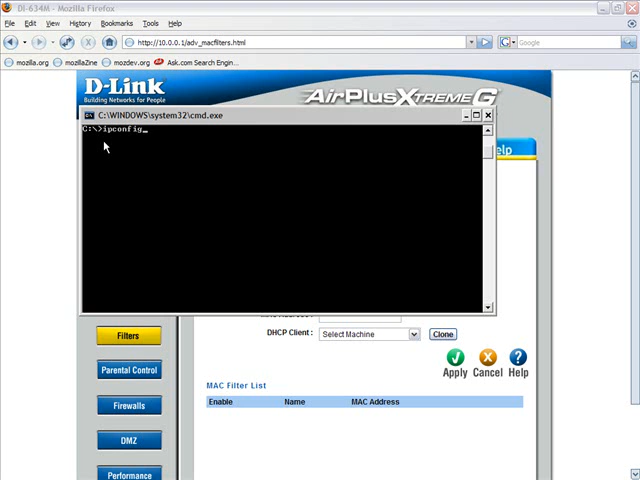 DI-634M - Mozilla Firefox
File Edit View History Bookmarks Tools Help
http://10.0.0.1/adv_macfilters.html
Google
mozilla.org mozillaZine mozdev.org Ask.com Search Engin...
D-Link
Building Networks for People
AirPlus XTREME G
C:\WINDOWS\system32\cmd.exe
C:\>ipconfig_
elp
DHCP Client : Select Machine Clone
Filters
Apply Cancel Help
Parental Control
MAC Filter List
Enable Name MAC Address
Firewalls
DMZ
Performance